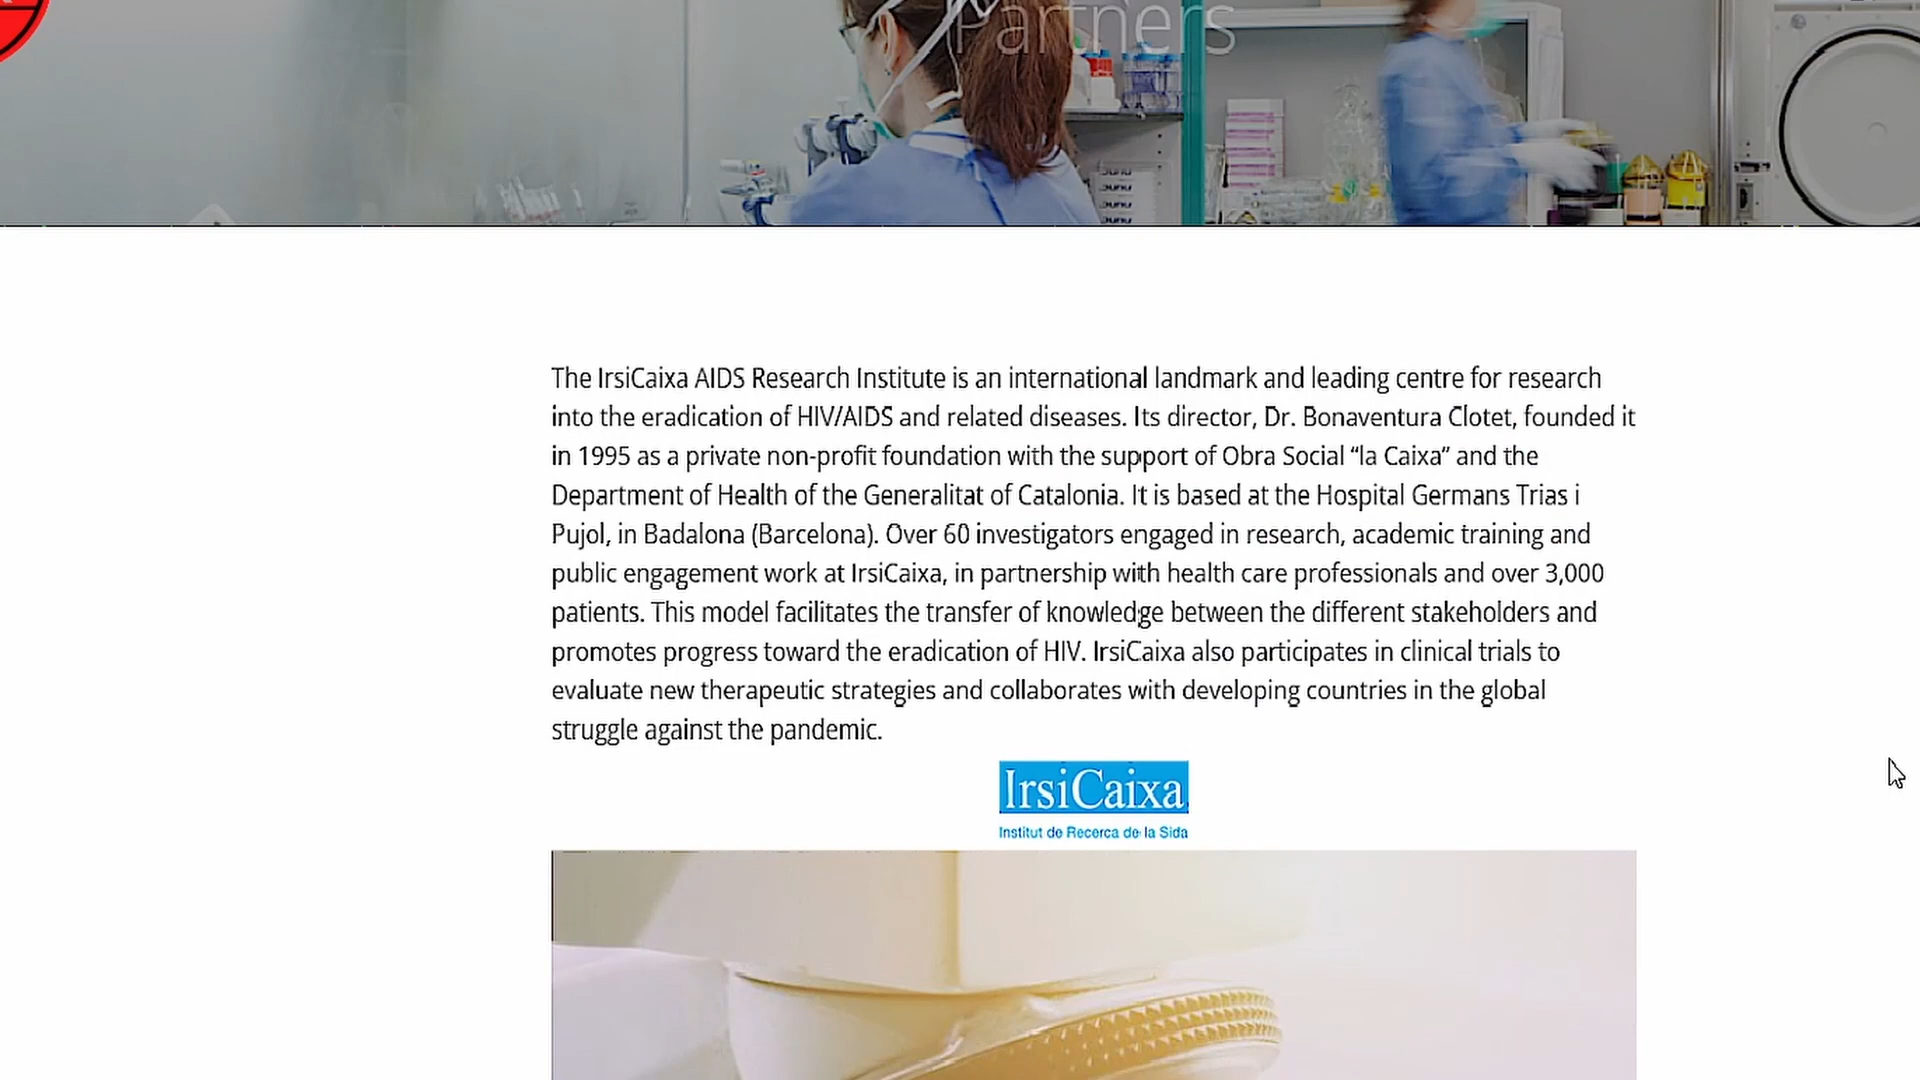 Partners
The IrsiCaixa AIDS Research Institute is an international landmark and leading centre for research
into the eradication of HIV/AIDS and related diseases. Its director, Dr. Bonaventura Clotet, founded it
in 1995 as a private non-profit foundation with the support of Obra Social “la Caixa” and the
Department of Health of the Generalitat of Catalonia. It is based at the Hospital Germans Trias i
Pujol, in Badalona (Barcelona). Over 60 investigators engaged in research, academic training and
public engagement work at IrsiCaixa, in partnership with health care professionals and over 3,000
patients. This model facilitates the transfer of knowledge between the different stakeholders and
promotes progress toward the eradication of HIV. IrsiCaixa also participates in clinical trials to
evaluate new therapeutic strategies and collaborates with developing countries in the global
struggle against the pandemic.
IrsiCaixa
Institut de Recerca de la Sida